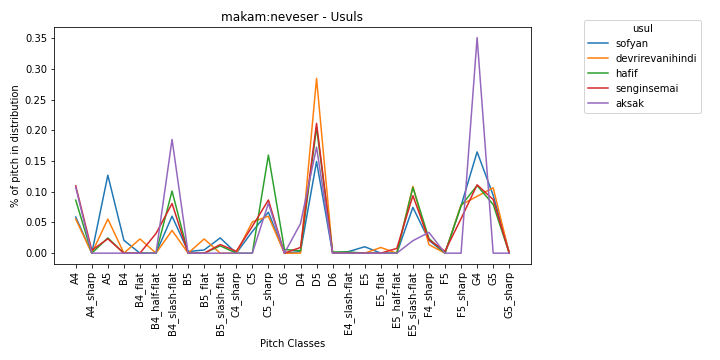 makam:neveser - Usuls
usul
sofyan
devrirevanihindi
hafif
senginsemai
aksak
% of pitch in distribution
0.35
0.30
0.25
0.20
0.15
0.10
0.05
0.00
A4
A4_sharp
A5
B4
B4_flat
B4_half-flat
B4_slash-flat
B5
B5_flat
B5_slash-flat
C4_sharp
C5
C5_sharp
C6
D4
D5
D6
E4_slash-flat
E5
E5_flat
E5_half-flat
E5_slash-flat
F4_sharp
F5
F5_sharp
G4
G5
G5_sharp
Pitch Classes